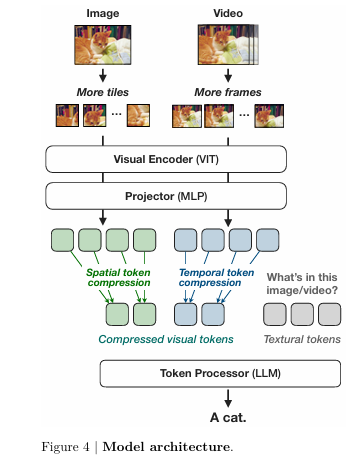 Image Video
More tiles More frames
... ...
Visual Encoder (VIT)
Projector (MLP)
Spatial token
compression
Temporal token
compression
What's in this
image/video?
Compressed visual tokens Textural tokens
Token Processor (LLM)
A cat.
Figure 4 | Model architecture.